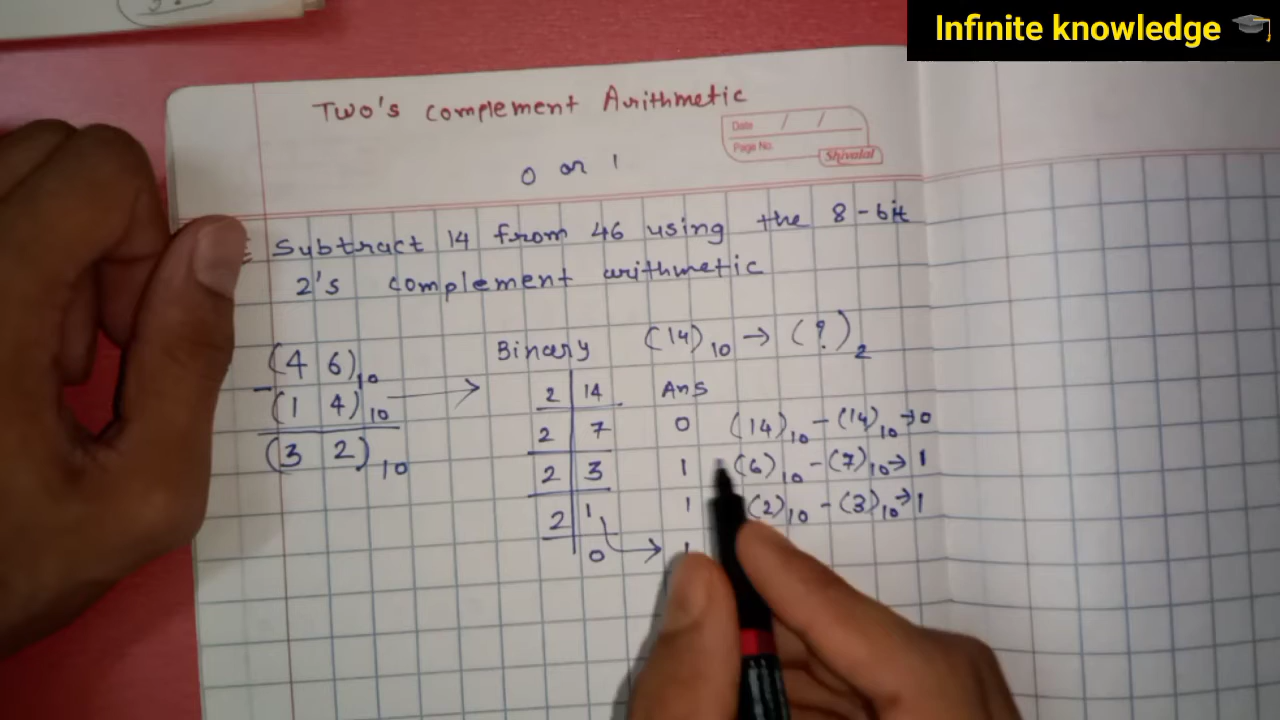 Infinite knowledge
Two's complement Arithmetic
Date / /
Page No.
Shivalal
0 or 1
Subtract 14 from 46 using the 8-bit
2's complement arithmetic
(4 6)10
- (1 4)10
(3 2)10
Binary (14)10 → (?)2
2 14 Ans
2 7 0 (14)10 - (14)10 → 0
2 3 1 (6)10 - (7)10 → 1
2 1 1 (2)10 - (3)10 → 1
0 → 1